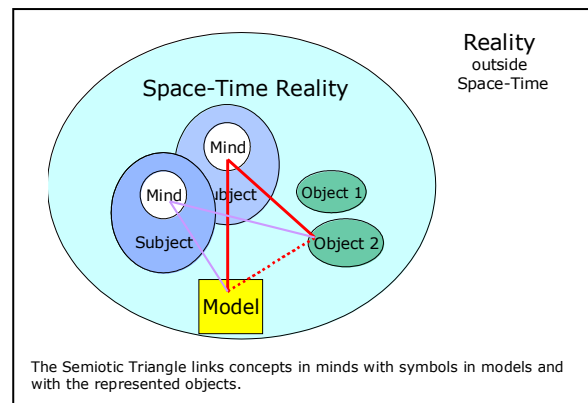 Reality
outside
Space-Time
Space-Time Reality
Mind
ubject
Mind
Subject
Object 1
Object 2
Model
The Semiotic Triangle links concepts in minds with symbols in models and
with the represented objects.